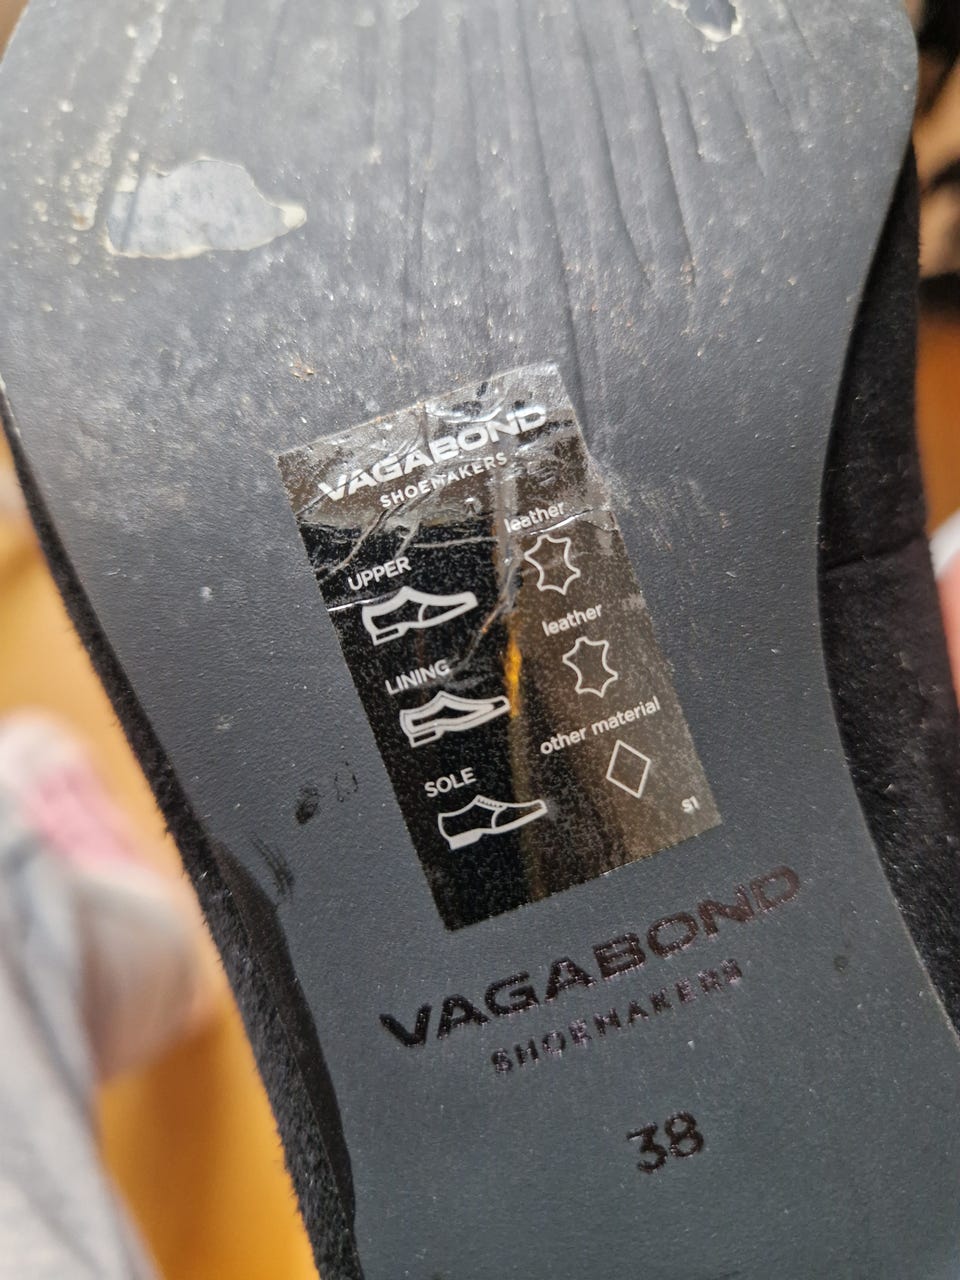 VAGABOND
SHOEMAKERS
leather
UPPER
leather
LINING
other material
SOLE
S1
VAGABOND
SHOEMAKERS
38